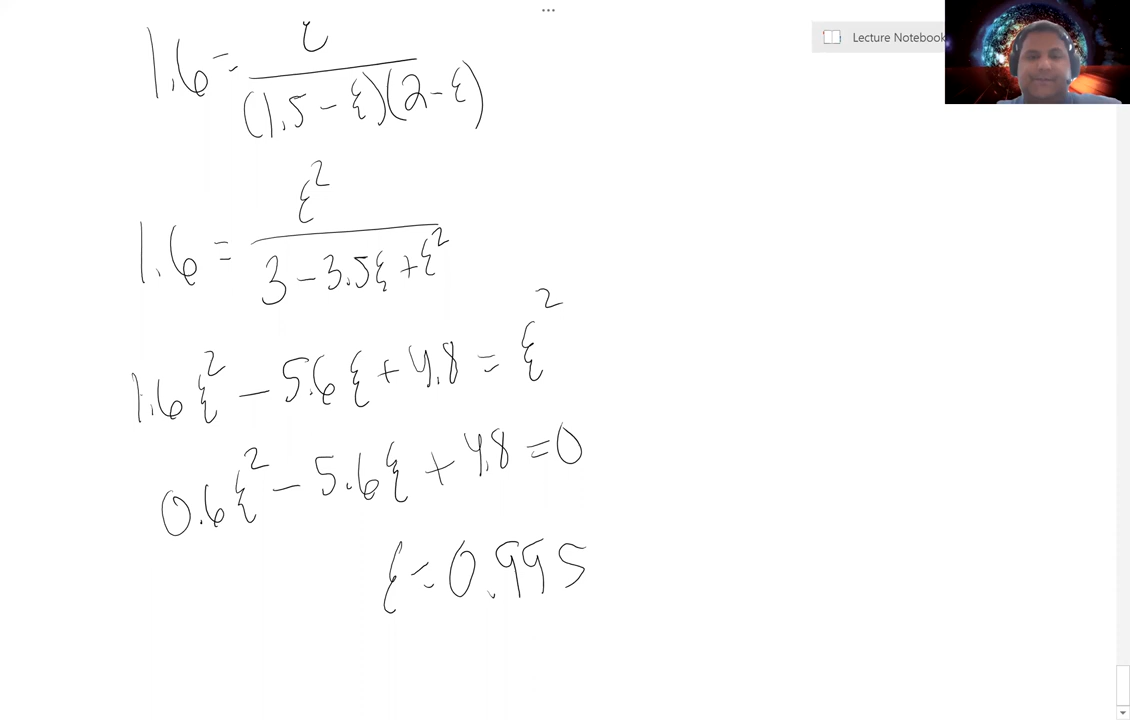 Lecture Notebook
1.6 = ξ / (1.5 - ξ)(2 - ξ)
1.6 = ξ² / 3 - 3.5ξ + ξ²
1.6ξ² - 5.6ξ + 4.8 = ξ²
0.6ξ² - 5.6ξ + 4.8 = 0
ξ = 0.995